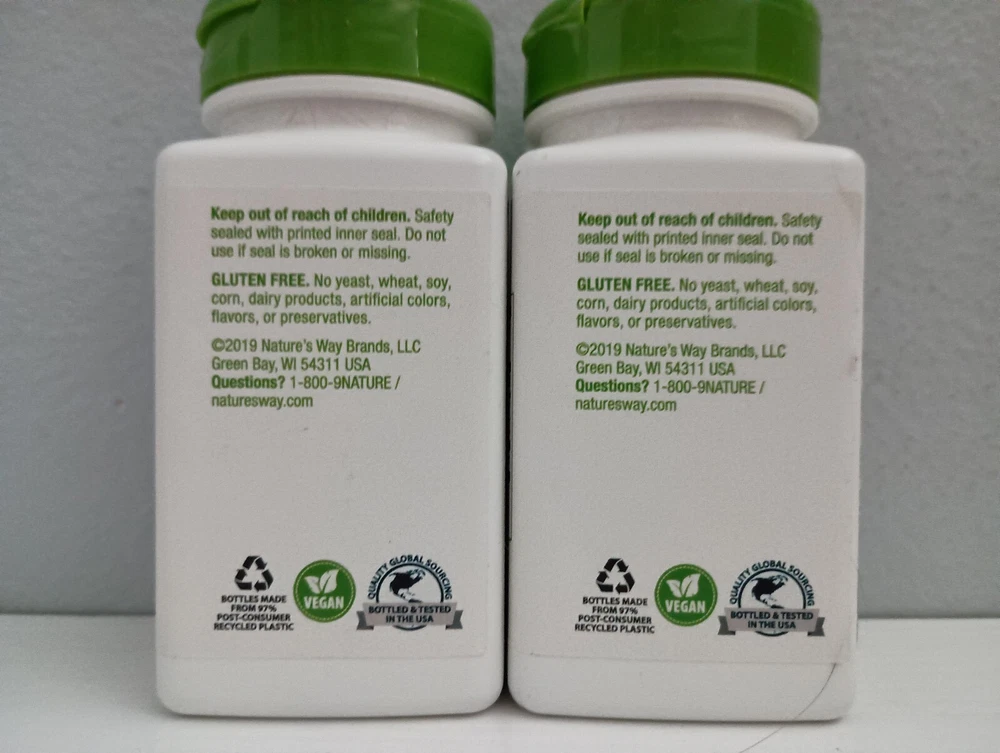 Keep out of reach of children. Safety
sealed with printed inner seal. Do not
use if seal is broken or missing.
GLUTEN FREE. No yeast, wheat, soy,
corn, dairy products, artificial colors,
flavors, or preservatives.
©2019 Nature's Way Brands, LLC
Green Bay, WI 54311 USA
Questions? 1-800-9NATURE /
naturesway.com
BOTTLES MADE
FROM 97%
POST-CONSUMER
RECYCLED PLASTIC
VEGAN
QUALITY GLOBAL SOURCING
BOTTLED & TESTED
IN THE USA
Keep out of reach of children. Safety
sealed with printed inner seal. Do not
use if seal is broken or missing.
GLUTEN FREE. No yeast, wheat, soy,
corn, dairy products, artificial colors,
flavors, or preservatives.
©2019 Nature's Way Brands, LLC
Green Bay, WI 54311 USA
Questions? 1-800-9NATURE /
naturesway.com
BOTTLES MADE
FROM 97%
POST-CONSUMER
RECYCLED PLASTIC
VEGAN
QUALITY GLOBAL SOURCING
BOTTLED & TESTED
IN THE USA